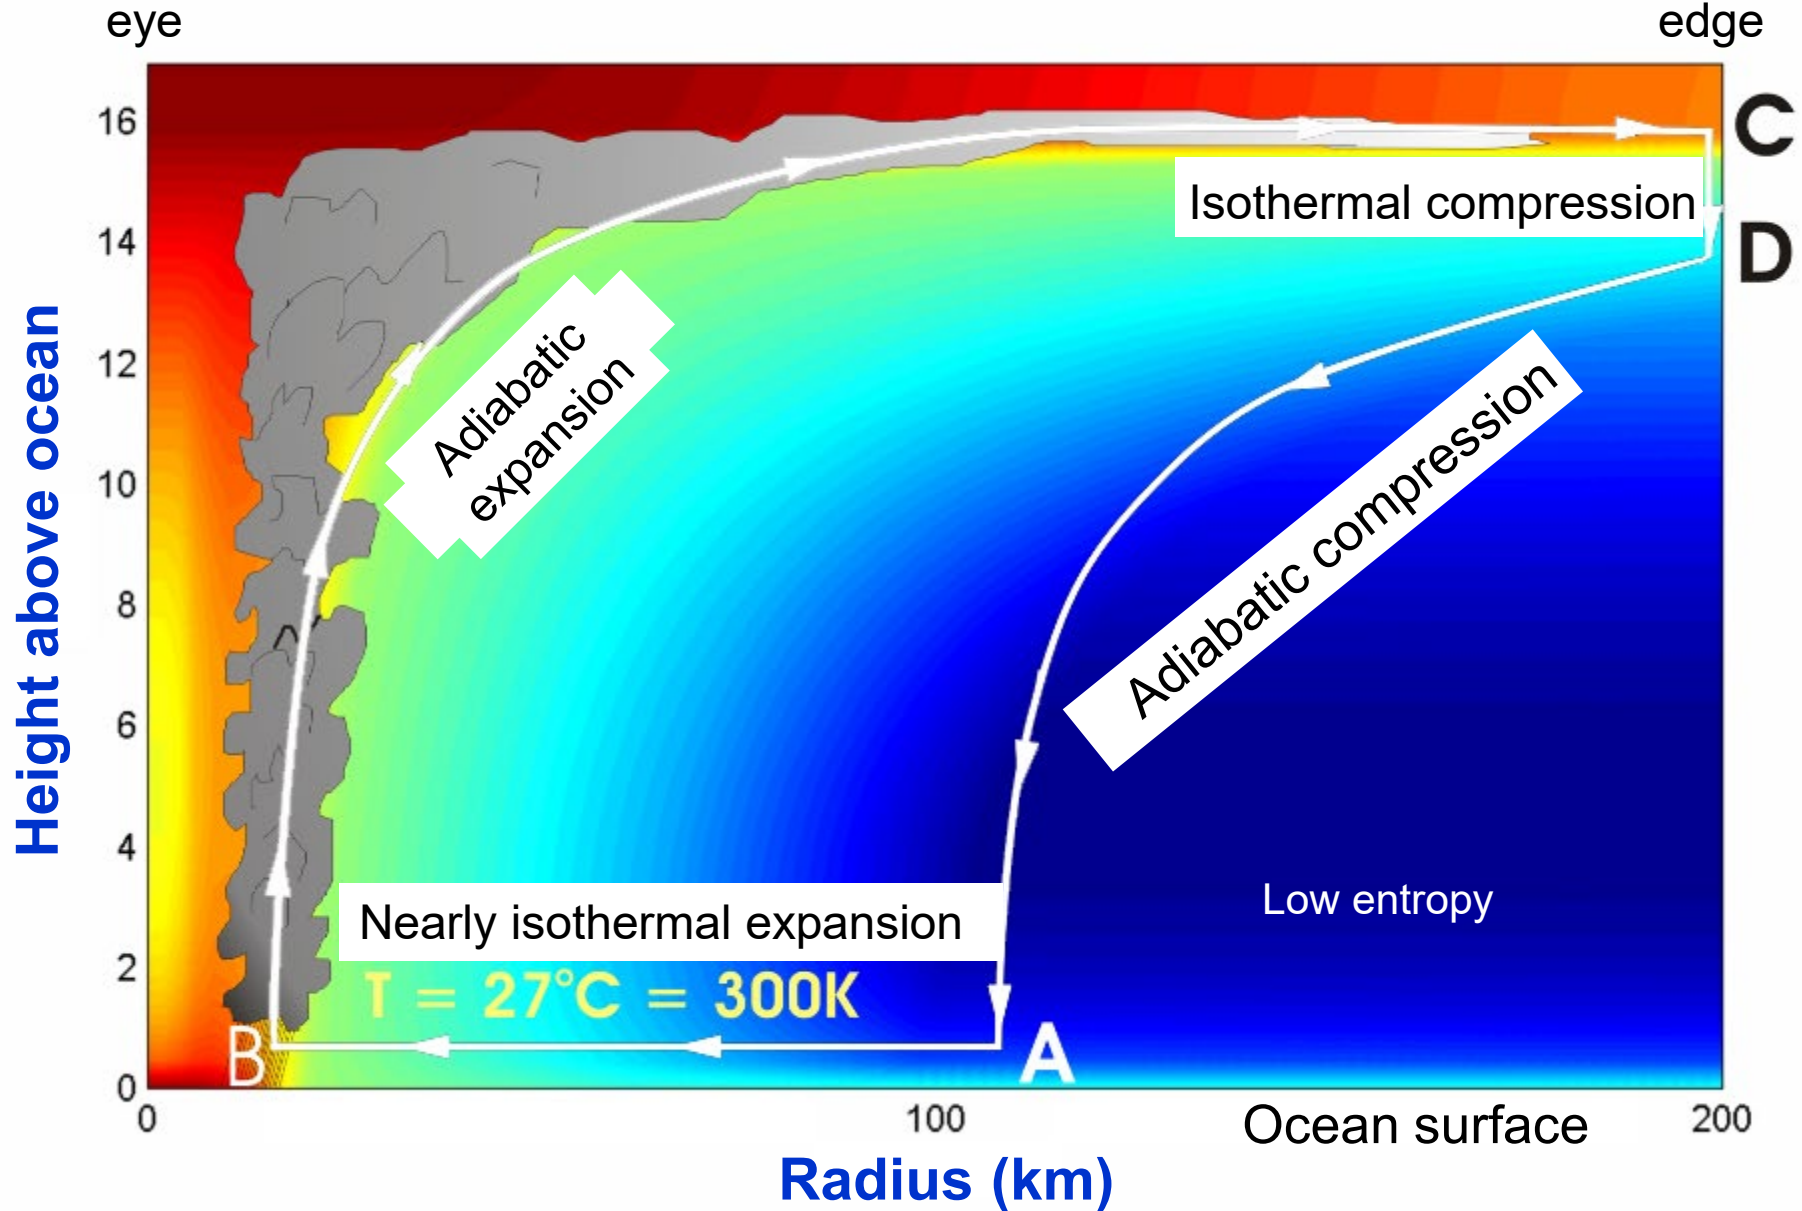 eye
edge
16
C
Isothermal compression
14
D
12
Adiabatic
expansion
Adiabatic compression
Height above ocean
10
8
6
4
Low entropy
Nearly isothermal expansion
2
T = 27°C = 300K
B
A
0
0
100
Ocean surface
200
Radius (km)